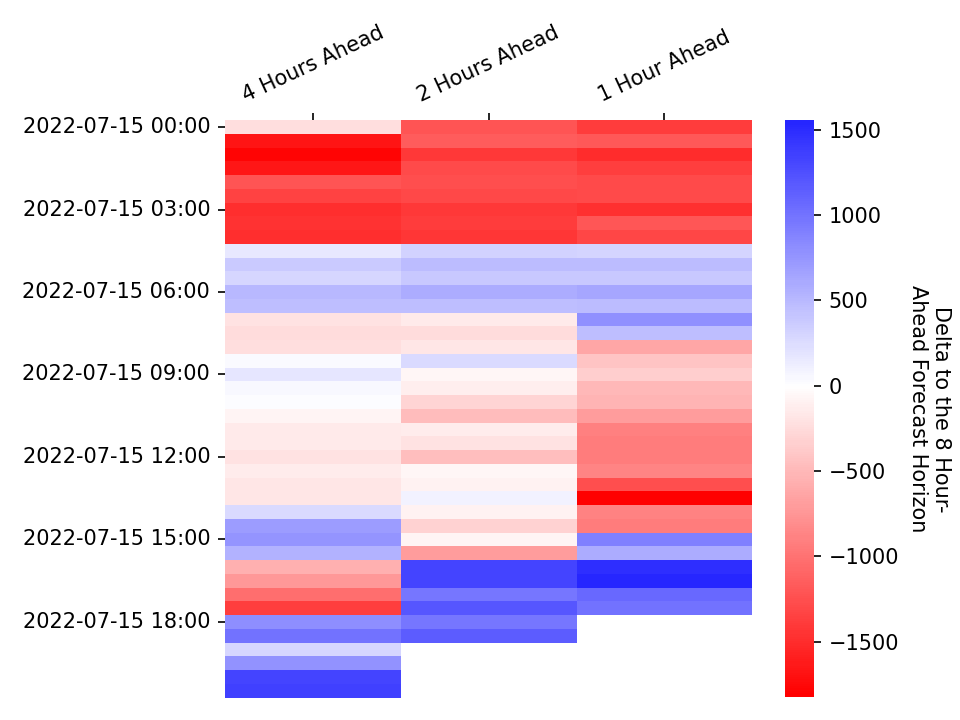 4 Hours Ahead
2 Hours Ahead
1 Hour Ahead
2022-07-15 00:00
2022-07-15 03:00
2022-07-15 06:00
2022-07-15 09:00
2022-07-15 12:00
2022-07-15 15:00
2022-07-15 18:00
1500
1000
500
0
−500
−1000
−1500
Delta to the 8 Hour-
Ahead Forecast Horizon